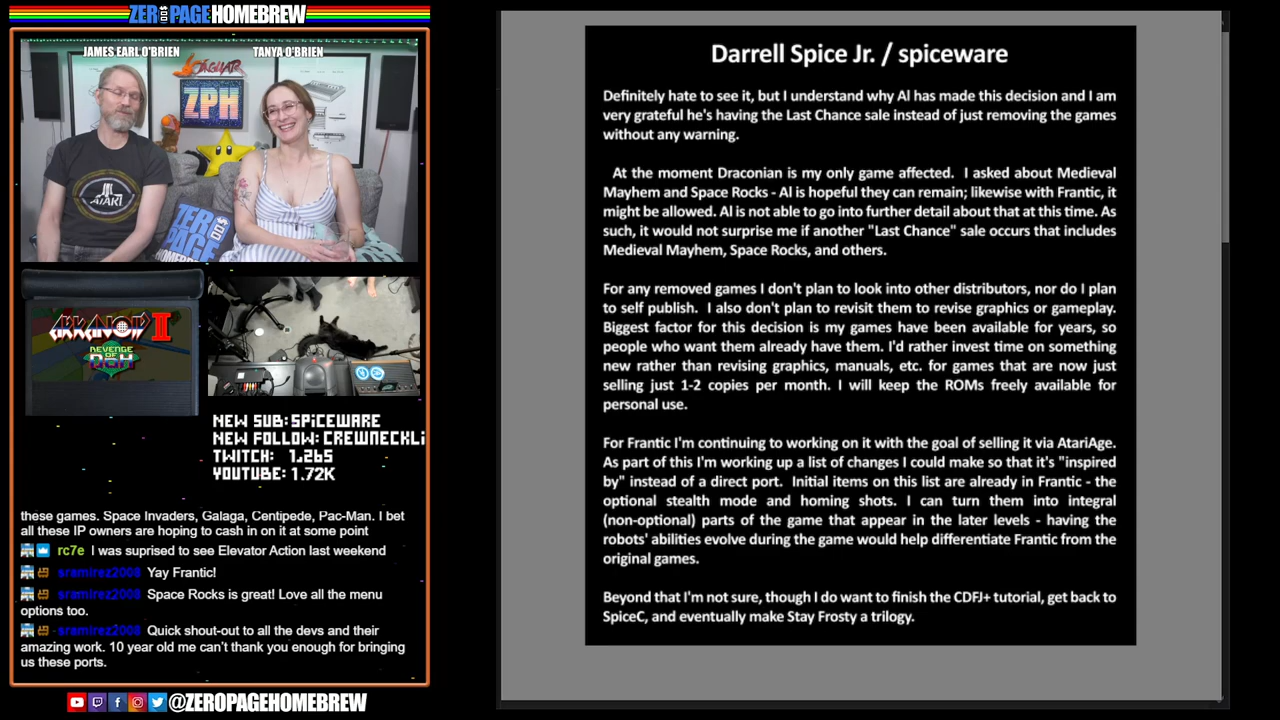 ZERO PAGE HOMEBREW
JAMES EARL O'BRIEN
TANYA O'BRIEN
JAGUAR
ZPH
ATARI
ZERO
PAGE
HOMEBREW
ARKANOID II
REVENGE OF DOH
NEW SUB: SPICEWARE
NEW FOLLOW: CREWNECKLI
TWITCH: 1,265
YOUTUBE: 1.72K
these games. Space Invaders, Galaga, Centipede, Pac-Man. I bet
all these IP owners are hoping to cash in on it at some point
rc7e I was suprised to see Elevator Action last weekend
sramirez2008 Yay Frantic!
sramirez2008 Space Rocks is great! Love all the menu
options too.
sramirez2008 Quick shout-out to all the devs and their
amazing work. 10 year old me can't thank you enough for bringing
us these ports.
@ZEROPAGEHOMEBREW
Darrell Spice Jr. / spiceware
Definitely hate to see it, but I understand why Al has made this decision and I am
very grateful he's having the Last Chance sale instead of just removing the games
without any warning.
At the moment Draconian is my only game affected. I asked about Medieval
Mayhem and Space Rocks - Al is hopeful they can remain; likewise with Frantic, it
might be allowed. Al is not able to go into further detail about that at this time. As
such, it would not surprise me if another "Last Chance" sale occurs that includes
Medieval Mayhem, Space Rocks, and others.
For any removed games I don't plan to look into other distributors, nor do I plan
to self publish. I also don't plan to revisit them to revise graphics or gameplay.
Biggest factor for this decision is my games have been available for years, so
people who want them already have them. I'd rather invest time on something
new rather than revising graphics, manuals, etc. for games that are now just
selling just 1-2 copies per month. I will keep the ROMs freely available for
personal use.
For Frantic I'm continuing to working on it with the goal of selling it via AtariAge.
As part of this I'm working up a list of changes I could make so that it's "inspired
by" instead of a direct port. Initial items on this list are already in Frantic - the
optional stealth mode and homing shots. I can turn them into integral
(non-optional) parts of the game that appear in the later levels - having the
robots' abilities evolve during the game would help differentiate Frantic from the
original games.
Beyond that I'm not sure, though I do want to finish the CDFJ+ tutorial, get back to
SpiceC, and eventually make Stay Frosty a trilogy.